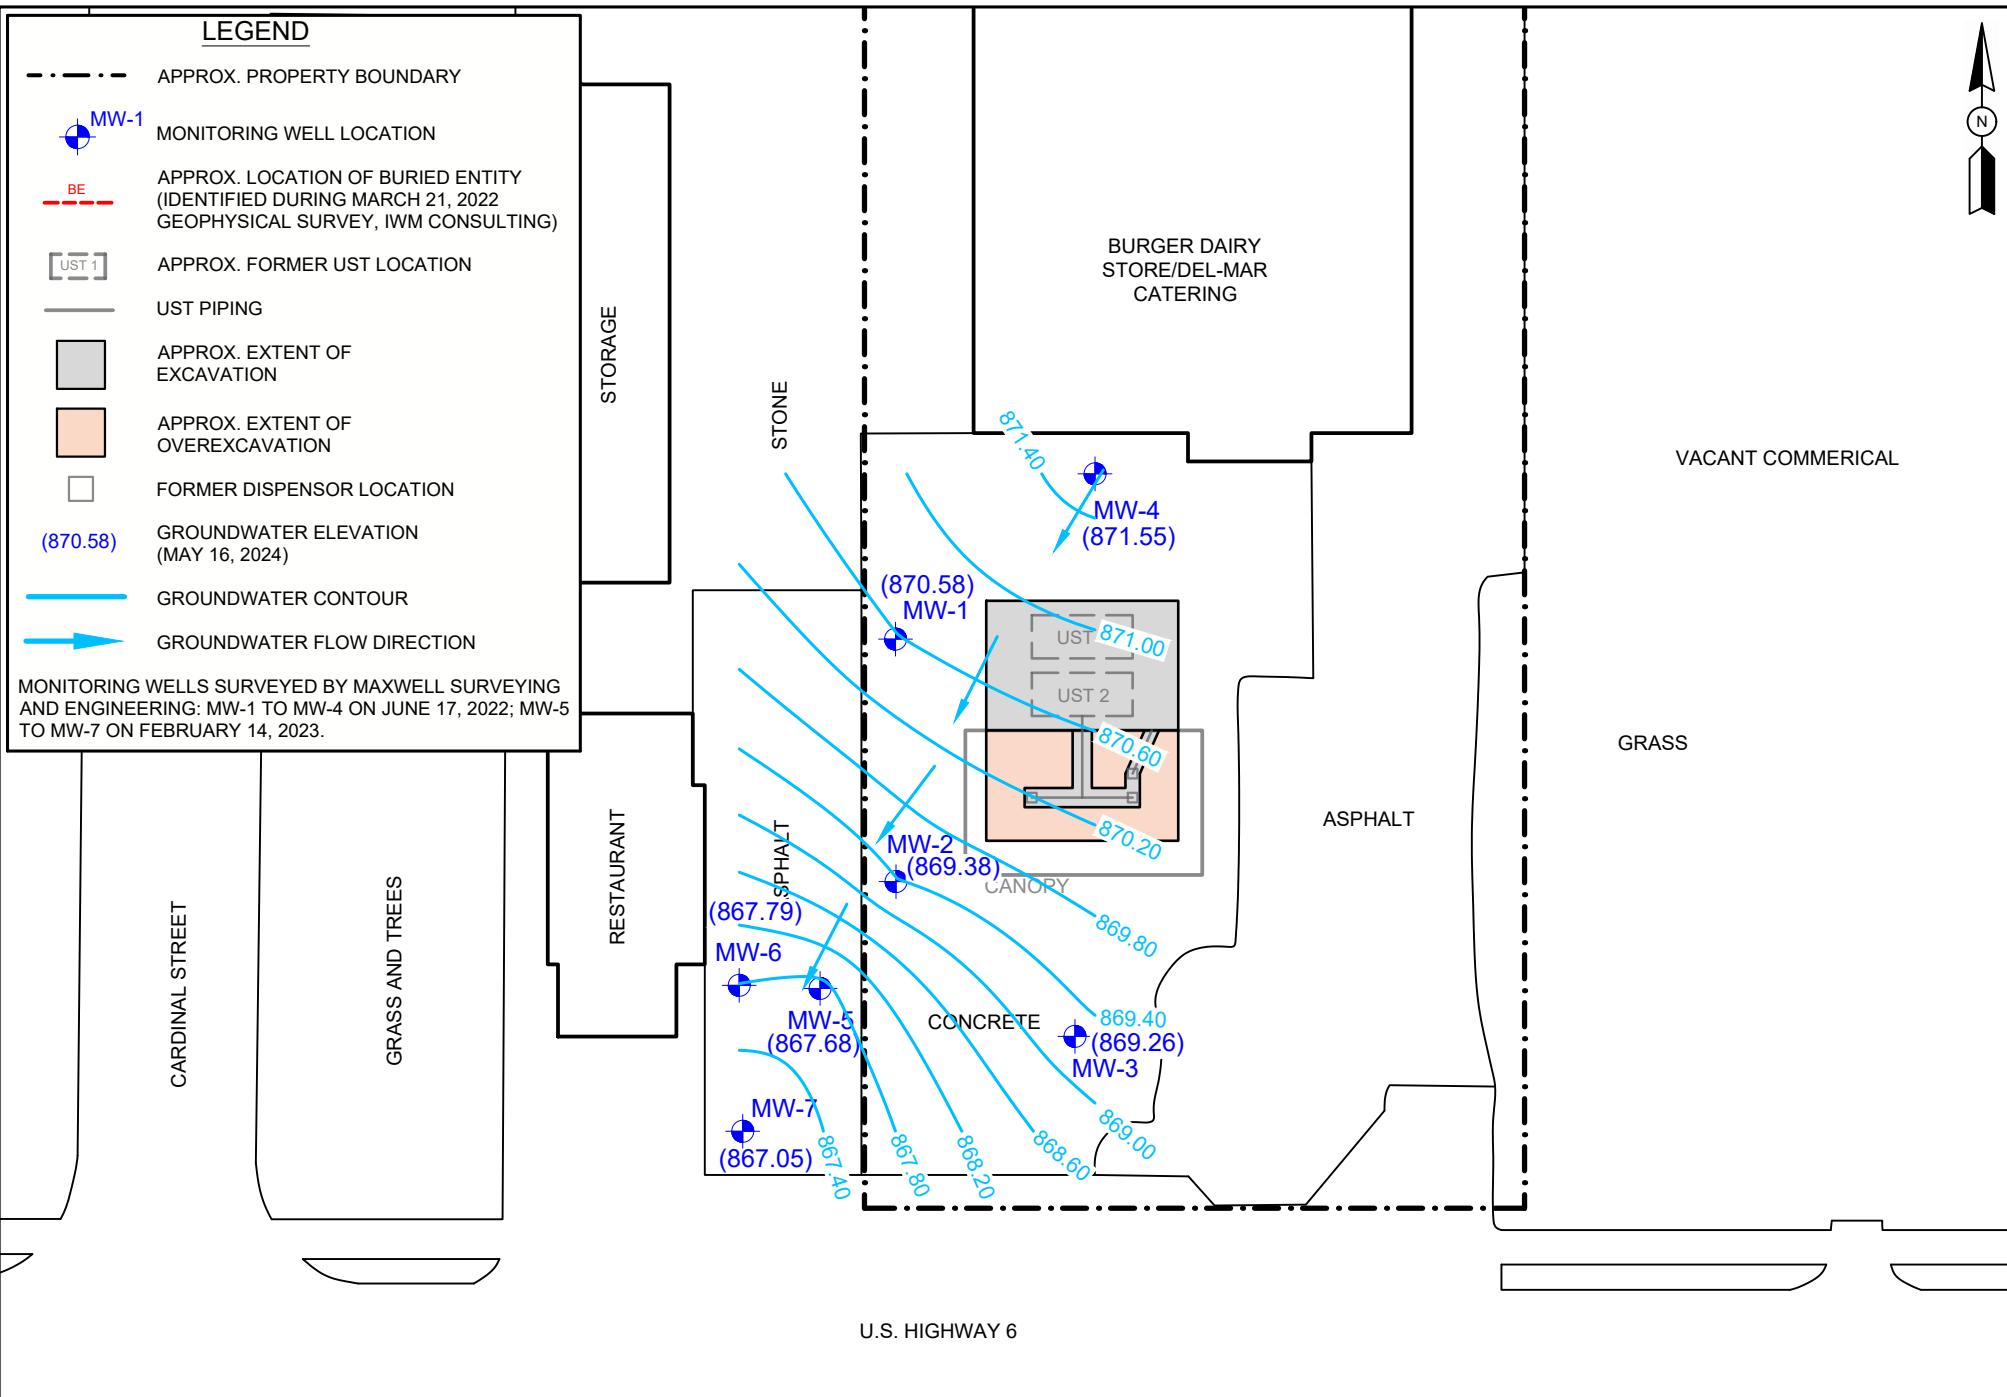 LEGEND
APPROX. PROPERTY BOUNDARY
MW-1
MONITORING WELL LOCATION
BE
APPROX. LOCATION OF BURIED ENTITY
(IDENTIFIED DURING MARCH 21, 2022
GEOPHYSICAL SURVEY, IWM CONSULTING)
UST 1
APPROX. FORMER UST LOCATION
UST PIPING
APPROX. EXTENT OF
EXCAVATION
APPROX. EXTENT OF
OVEREXCAVATION
FORMER DISPENSOR LOCATION
(870.58)
GROUNDWATER ELEVATION
(MAY 16, 2024)
GROUNDWATER CONTOUR
GROUNDWATER FLOW DIRECTION
MONITORING WELLS SURVEYED BY MAXWELL SURVEYING
AND ENGINEERING: MW-1 TO MW-4 ON JUNE 17, 2022; MW-5
TO MW-7 ON FEBRUARY 14, 2023.
N
STORAGE
STONE
BURGER DAIRY
STORE/DEL-MAR
CATERING
VACANT COMMERICAL
GRASS
ASPHALT
871.40
MW-4
(871.55)
(870.58)
MW-1
UST
871.00
UST 2
870.60
870.20
MW-2
(869.38)
CANOPY
869.80
RESTAURANT
SPHALT
(867.79)
MW-6
MW-5
(867.68)
CONCRETE
869.40
(869.26)
MW-3
MW-7
(867.05)
867.40
867.80
868.20
868.60
869.00
CARDINAL STREET
GRASS AND TREES
U.S. HIGHWAY 6